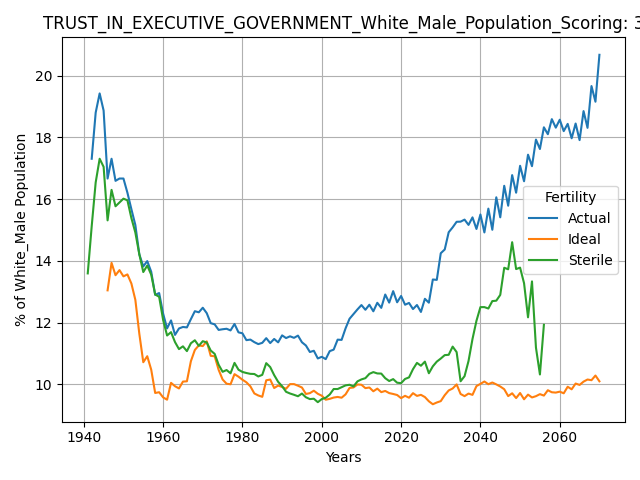 TRUST_IN_EXECUTIVE_GOVERNMENT_White_Male_Population_Scoring: 3
% of White_Male Population
20
18
16
14
12
10
Fertility
Actual
Ideal
Sterile
1940
1960
1980
2000
2020
2040
2060
Years